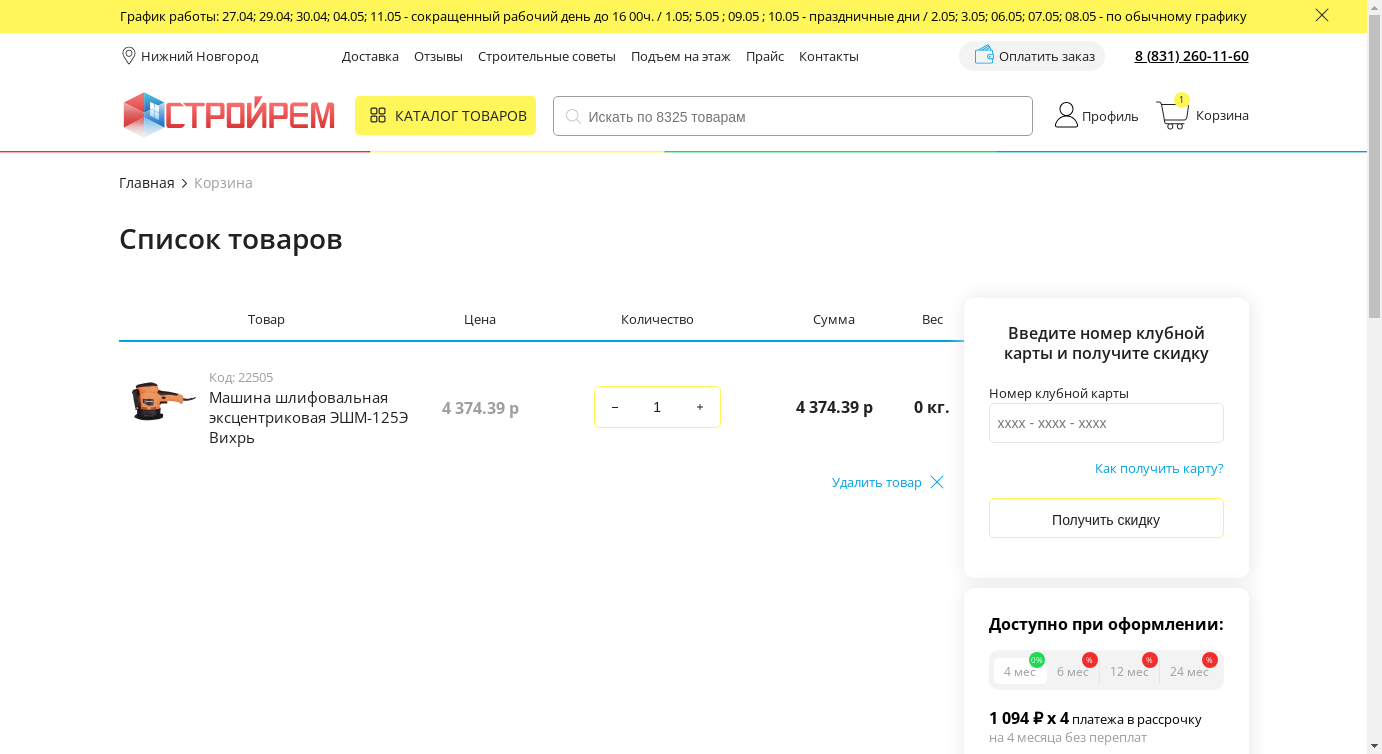 График работы: 27.04; 29.04; 30.04; 04.05; 11.05 - сокращенный рабочий день до 16 00ч. / 1.05; 5.05 ; 09.05 ; 10.05 - праздничные дни / 2.05; 3.05; 06.05; 07.05; 08.05 - по обычному графику
Нижний Новгород Доставка Отзывы Строительные советы Подъем на этаж Прайс Контакты Оплатить заказ 8 (831) 260-11-60
СТРОЙРЕМ КАТАЛОГ ТОВАРОВ Искать по 8325 товарам Профиль 1 Корзина
Главная Корзина
Список товаров
Товар Цена Количество Сумма Вес
Код: 22505
Машина шлифовальная
эксцентриковая ЭШМ-125Э
Вихрь
4 374.39 р − 1 + 4 374.39 р 0 кг.
Удалить товар
Введите номер клубной
карты и получите скидку
Номер клубной карты
xxxx - xxxx - xxxx
Как получить карту?
Получить скидку
Доступно при оформлении:
0% % % %
4 мес 6 мес 12 мес 24 мес
1 094 ₽ x 4 платежа в рассрочку
на 4 месяца без переплат